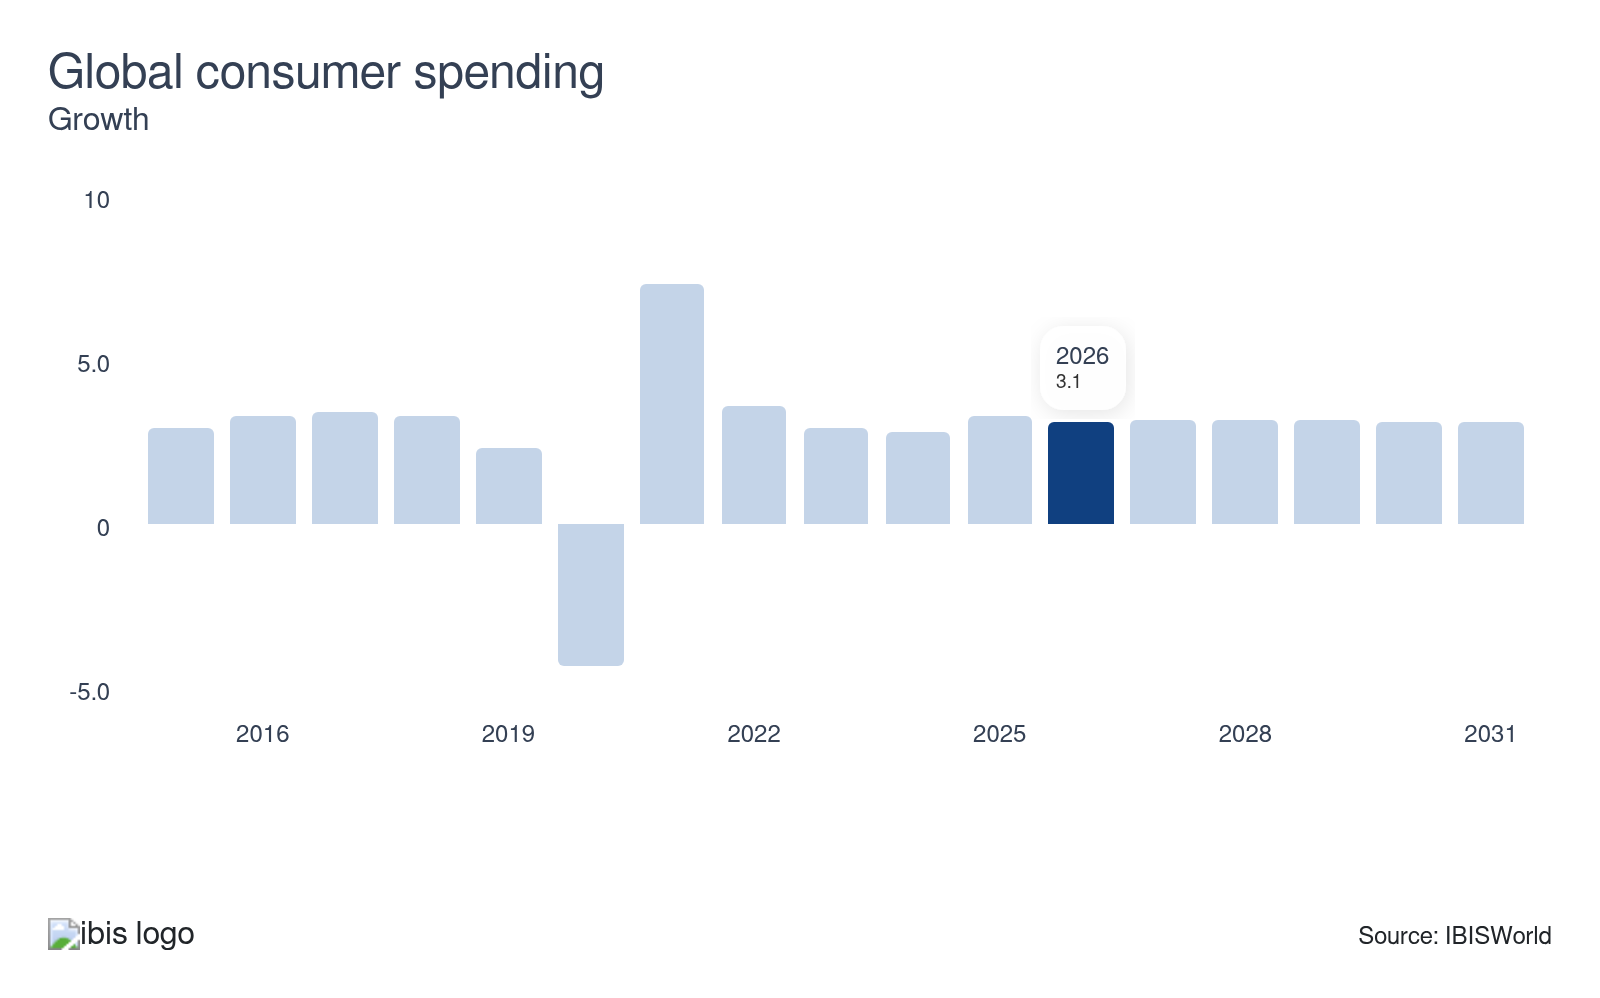 Global consumer spending
Growth
10
5.0
0
-5.0
2026
3.1
2016 2019 2022 2025 2028 2031
ibis logo
Source: IBISWorld